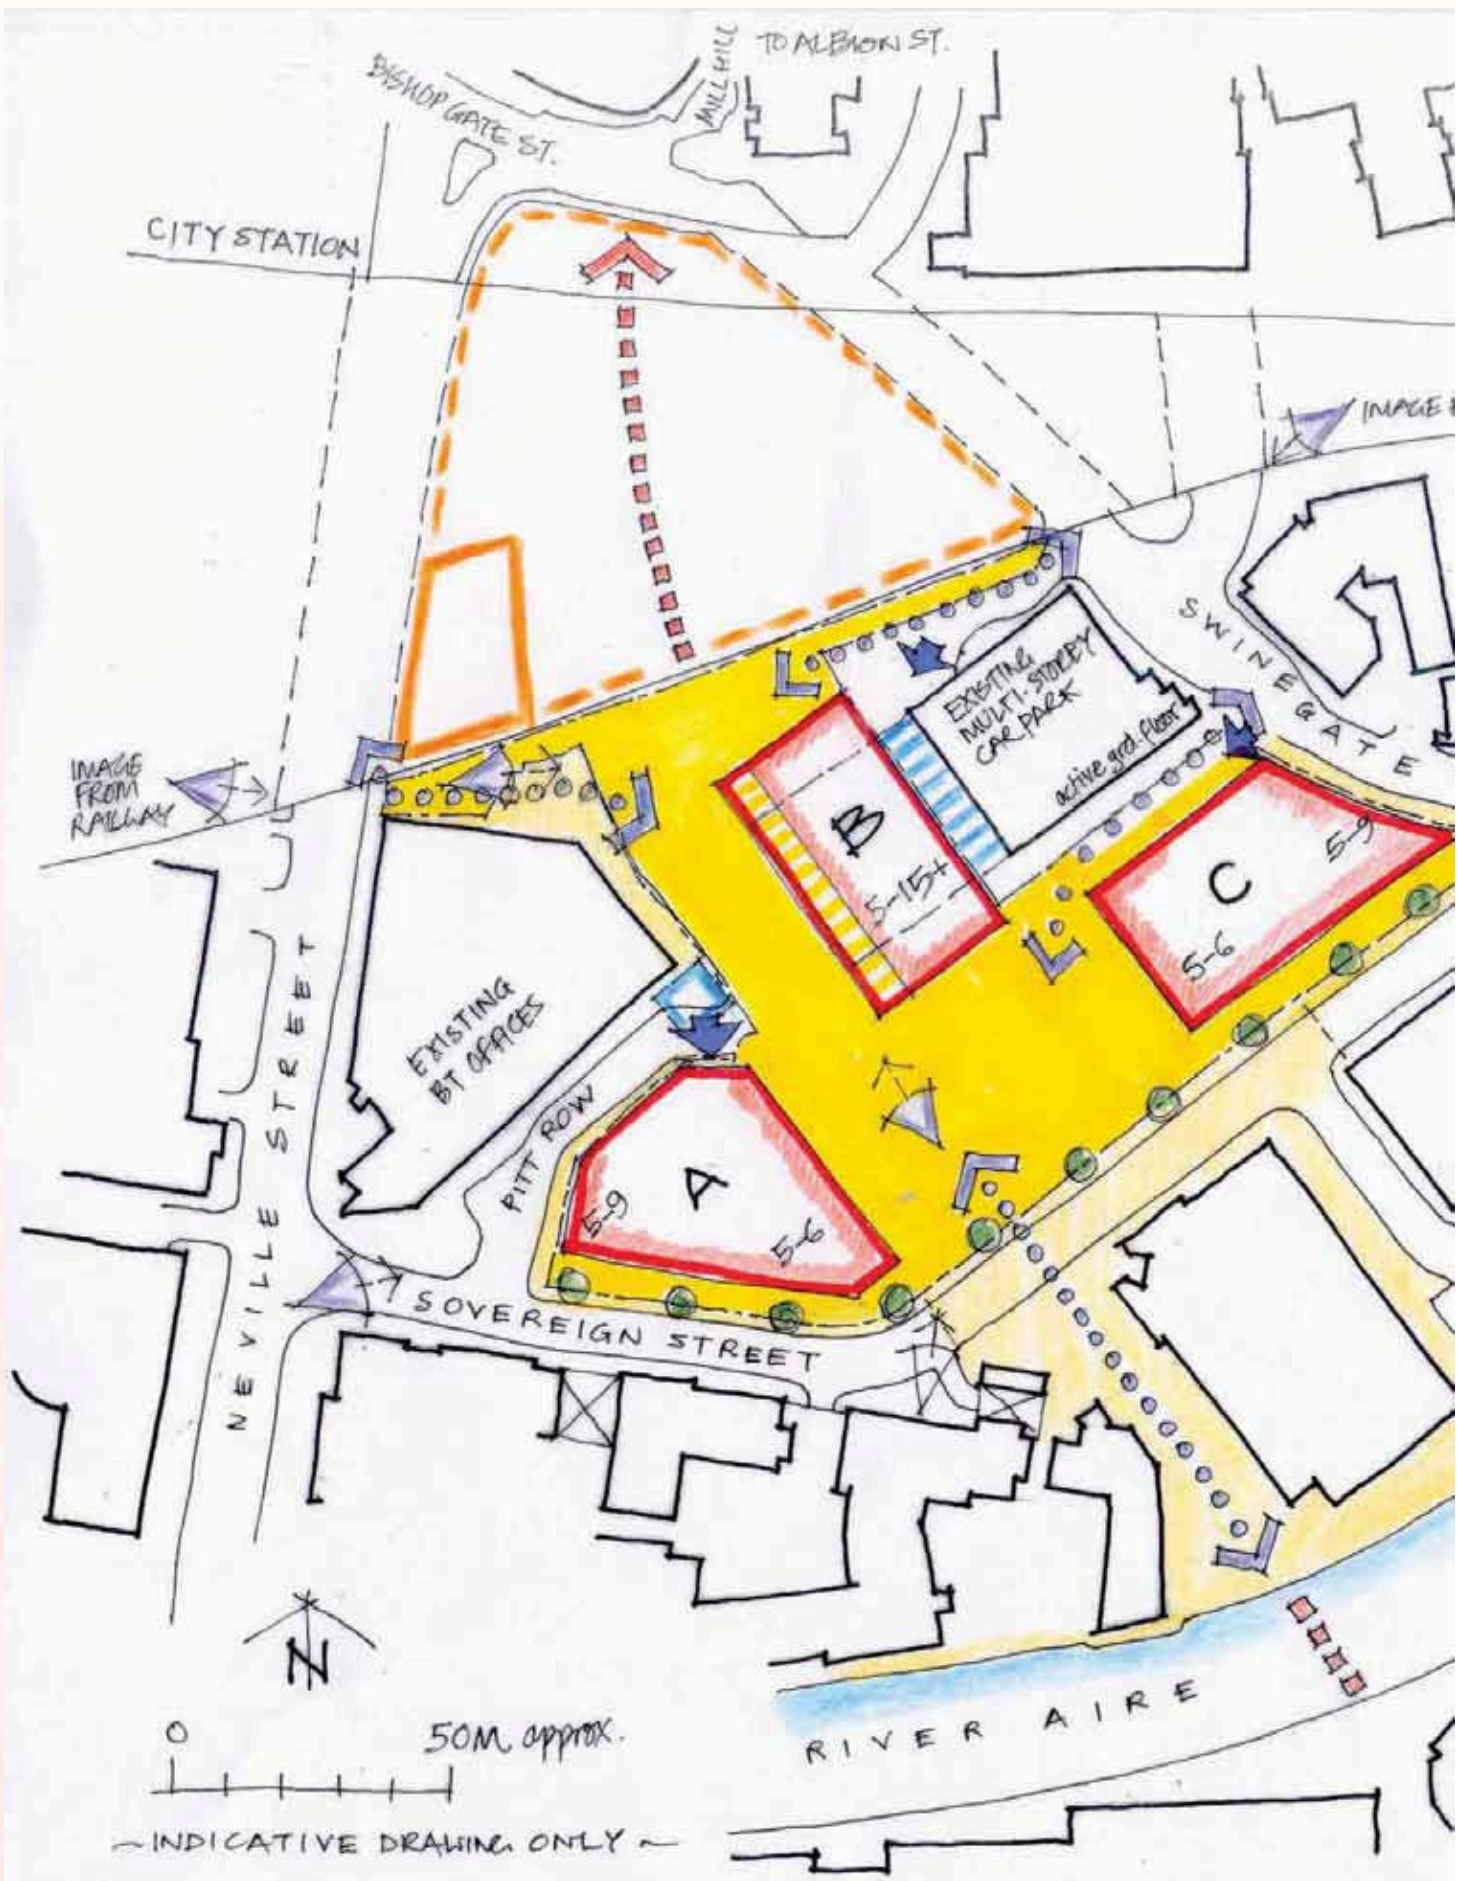 TO ALBION ST.
MILL HILL
BISHOPGATE ST.
CITY STATION
IMAGE
SWINEGATE
EXISTING
MULTI-STOREY
CAR PARK
active grd. floor
IMAGE
FROM
RAILWAY
B
5-15+
C
5-9
5-6
EXISTING
BT OFFICES
NEVILLE STREET
PITT ROW
A
5-9
5-6
SOVEREIGN STREET
N
RIVER AIRE
0 50M approx.
~ INDICATIVE DRAWING ONLY ~